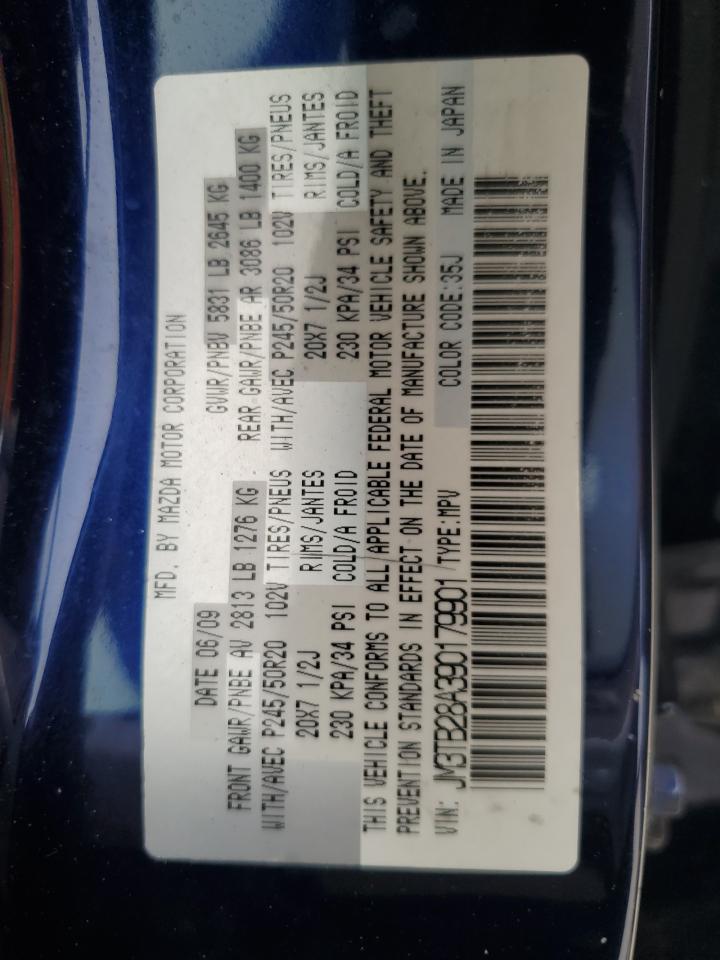 MFD. BY MAZDA MOTOR CORPORATION
DATE 06/09 GVWR/PNBV 5831 LB 2645 KG
FRONT GAWR/PNBE AV 2813 LB 1276 KG REAR GAWR/PNBE AR 3086 LB 1400 KG
WITH/AVEC P245/50R20 102V TIRES/PNEUS WITH/AVEC P245/50R20 102V TIRES/PNEUS
20X7 1/2J RIMS/JANTES 20X7 1/2J RIMS/JANTES
230 KPA/34 PSI COLD/A FROID 230 KPA/34 PSI COLD/A FROID
THIS VEHICLE CONFORMS TO ALL APPLICABLE FEDERAL MOTOR VEHICLE SAFETY AND THEFT
PREVENTION STANDARDS IN EFFECT ON THE DATE OF MANUFACTURE SHOWN ABOVE.
VIN: JM3TB28A390179901 /TYPE:MPV COLOR CODE:35J MADE IN JAPAN